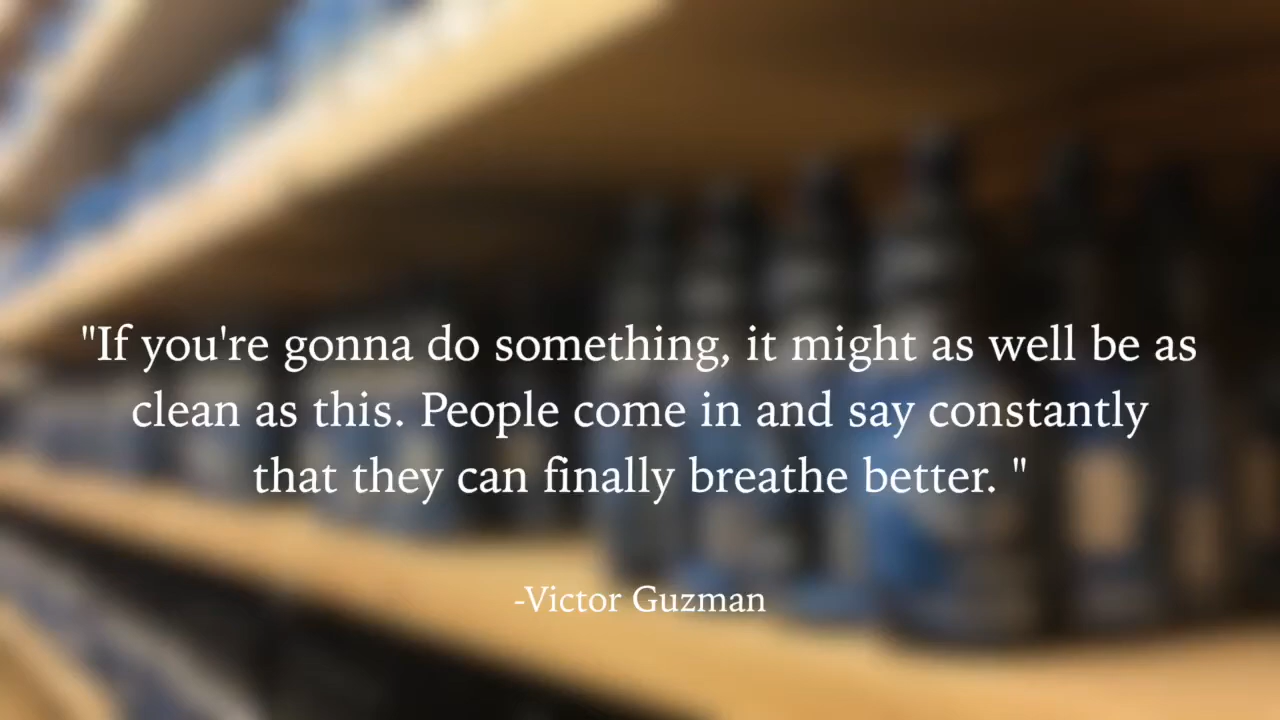 "If you're gonna do something, it might as well be as
clean as this. People come in and say constantly
that they can finally breathe better. "
-Victor Guzman